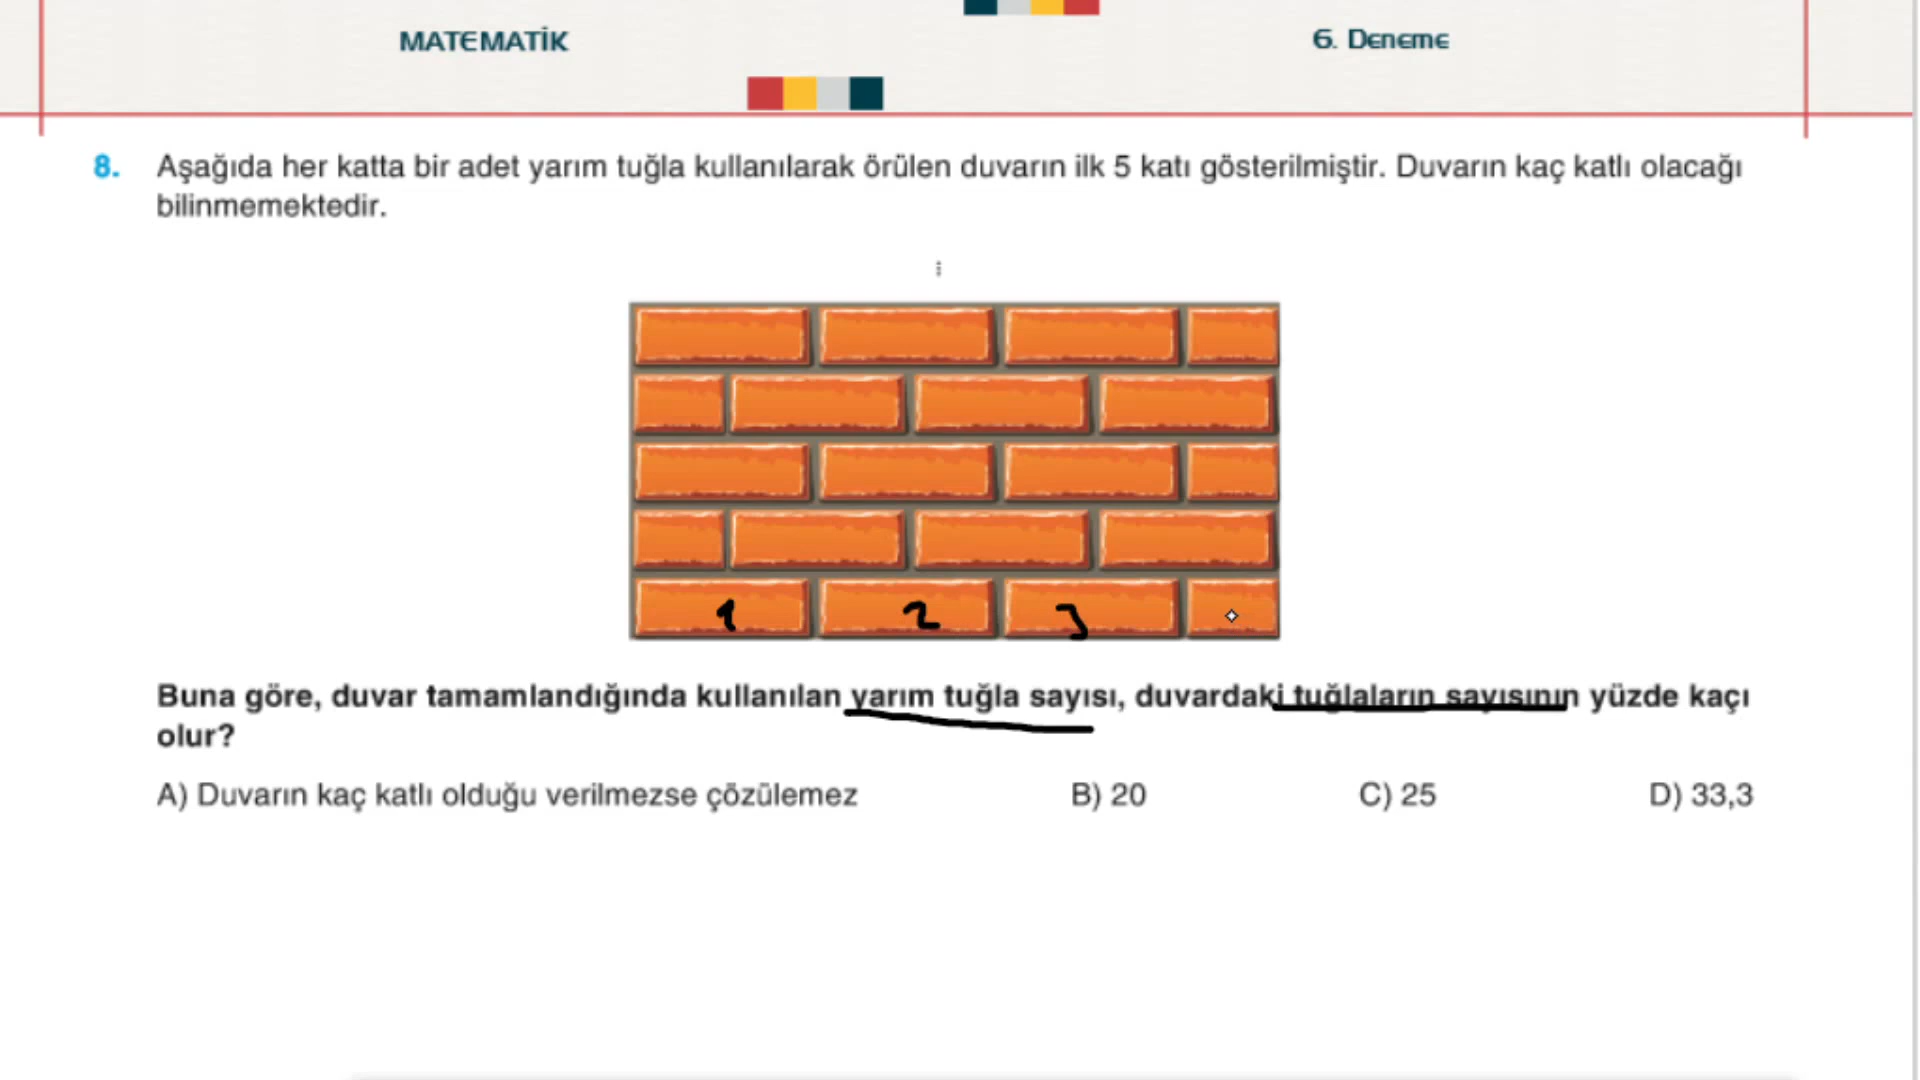 MATEMATİK
6. Deneme
8. Aşağıda her katta bir adet yarım tuğla kullanılarak örülen duvarın ilk 5 katı gösterilmiştir. Duvarın kaç katlı olacağı
bilinmemektedir.
1 2 3
Buna göre, duvar tamamlandığında kullanılan yarım tuğla sayısı, duvardaki tuğlaların sayısının yüzde kaçı
olur?
A) Duvarın kaç katlı olduğu verilmezse çözülemez B) 20 C) 25 D) 33,3